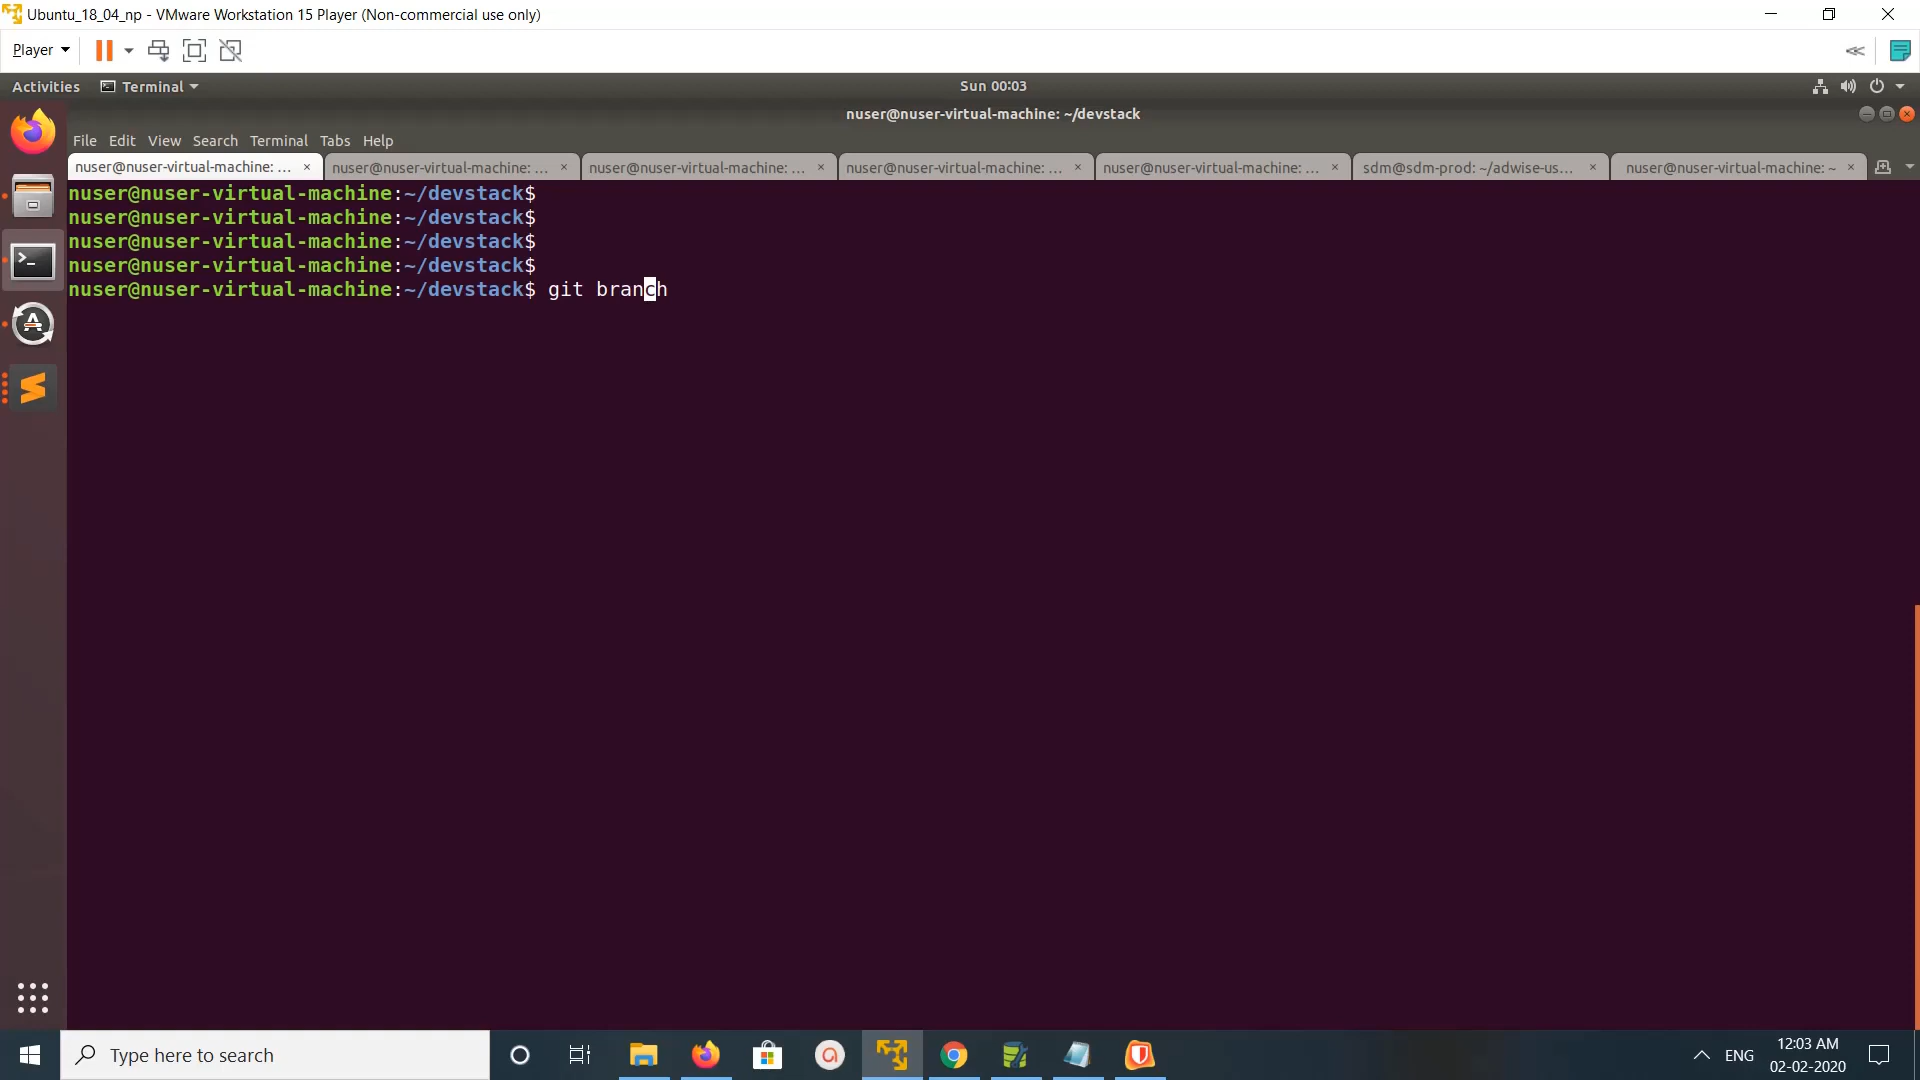 Ubuntu_18_04_np - VMware Workstation 15 Player (Non-commercial use only)
Player
Activities Terminal Sun 00:03
nuser@nuser-virtual-machine: ~/devstack
File Edit View Search Terminal Tabs Help
nuser@nuser-virtual-machine: ... nuser@nuser-virtual-machine: ... nuser@nuser-virtual-machine: ... nuser@nuser-virtual-machine: ... nuser@nuser-virtual-machine: ... sdm@sdm-prod: ~/adwise-us... nuser@nuser-virtual-machine: ~
nuser@nuser-virtual-machine:~/devstack$
nuser@nuser-virtual-machine:~/devstack$
nuser@nuser-virtual-machine:~/devstack$
nuser@nuser-virtual-machine:~/devstack$
nuser@nuser-virtual-machine:~/devstack$ git branch
Type here to search
ENG
12:03 AM
02-02-2020